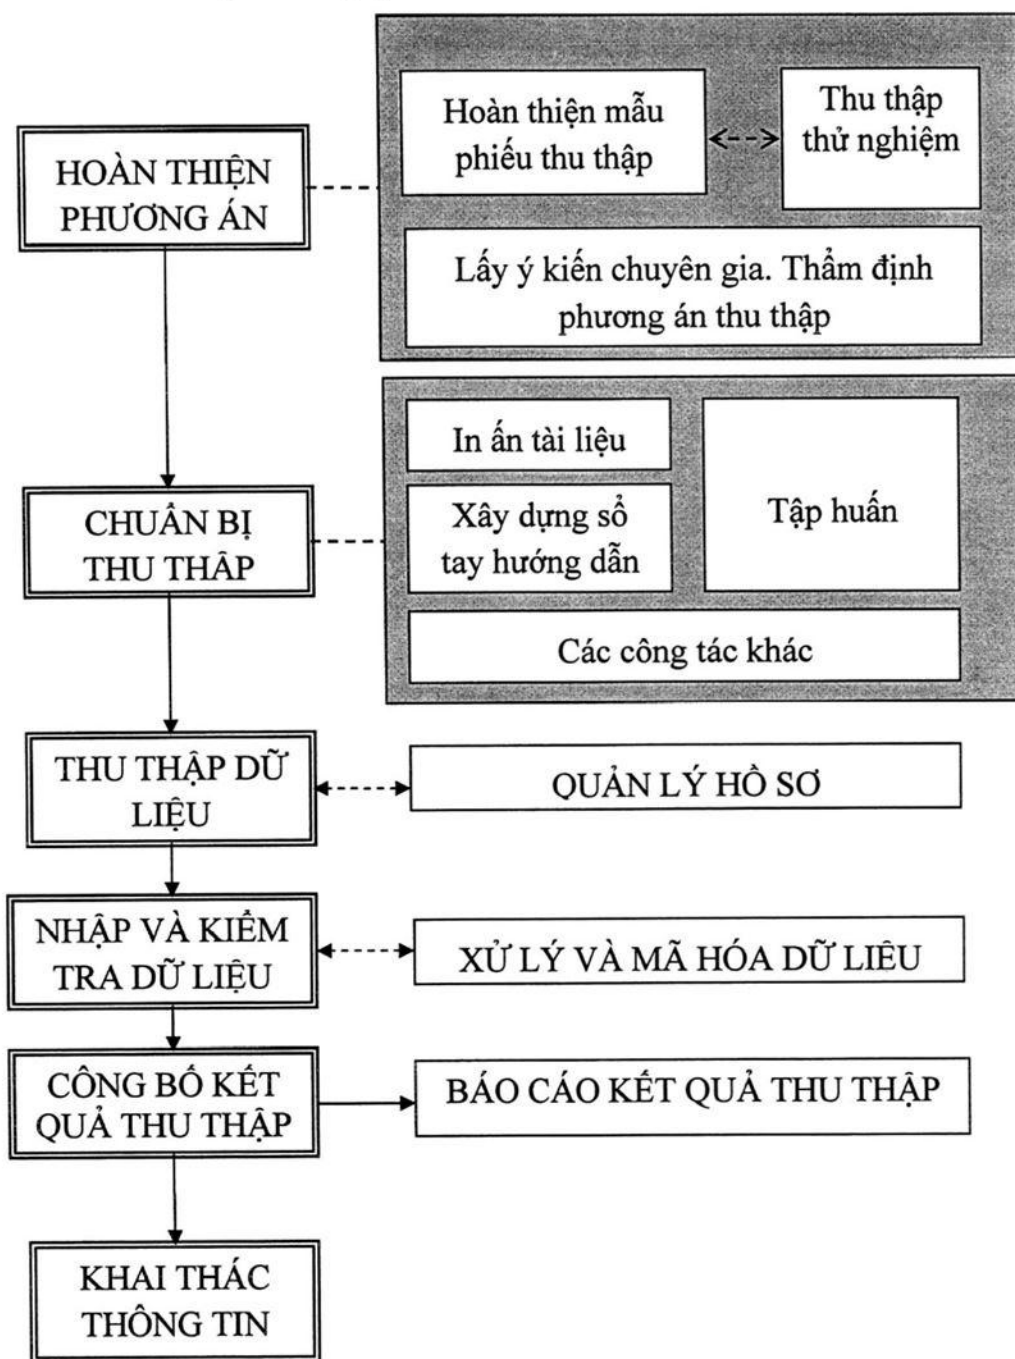 HOÀN THIỆN
PHƯƠNG ÁN
Hoàn thiện mẫu
phiếu thu thập
Thu thập
thử nghiệm
Lấy ý kiến chuyên gia. Thẩm định
phương án thu thập
CHUẨN BỊ
THU THẬP
In ấn tài liệu
Xây dựng sổ
tay hướng dẫn
Tập huấn
Các công tác khác
THU THẬP DỮ
LIỆU
QUẢN LÝ HỒ SƠ
NHẬP VÀ KIỂM
TRA DỮ LIỆU
XỬ LÝ VÀ MÃ HÓA DỮ LIỆU
CÔNG BỐ KẾT
QUẢ THU THẬP
BÁO CÁO KẾT QUẢ THU THẬP
KHAI THÁC
THÔNG TIN